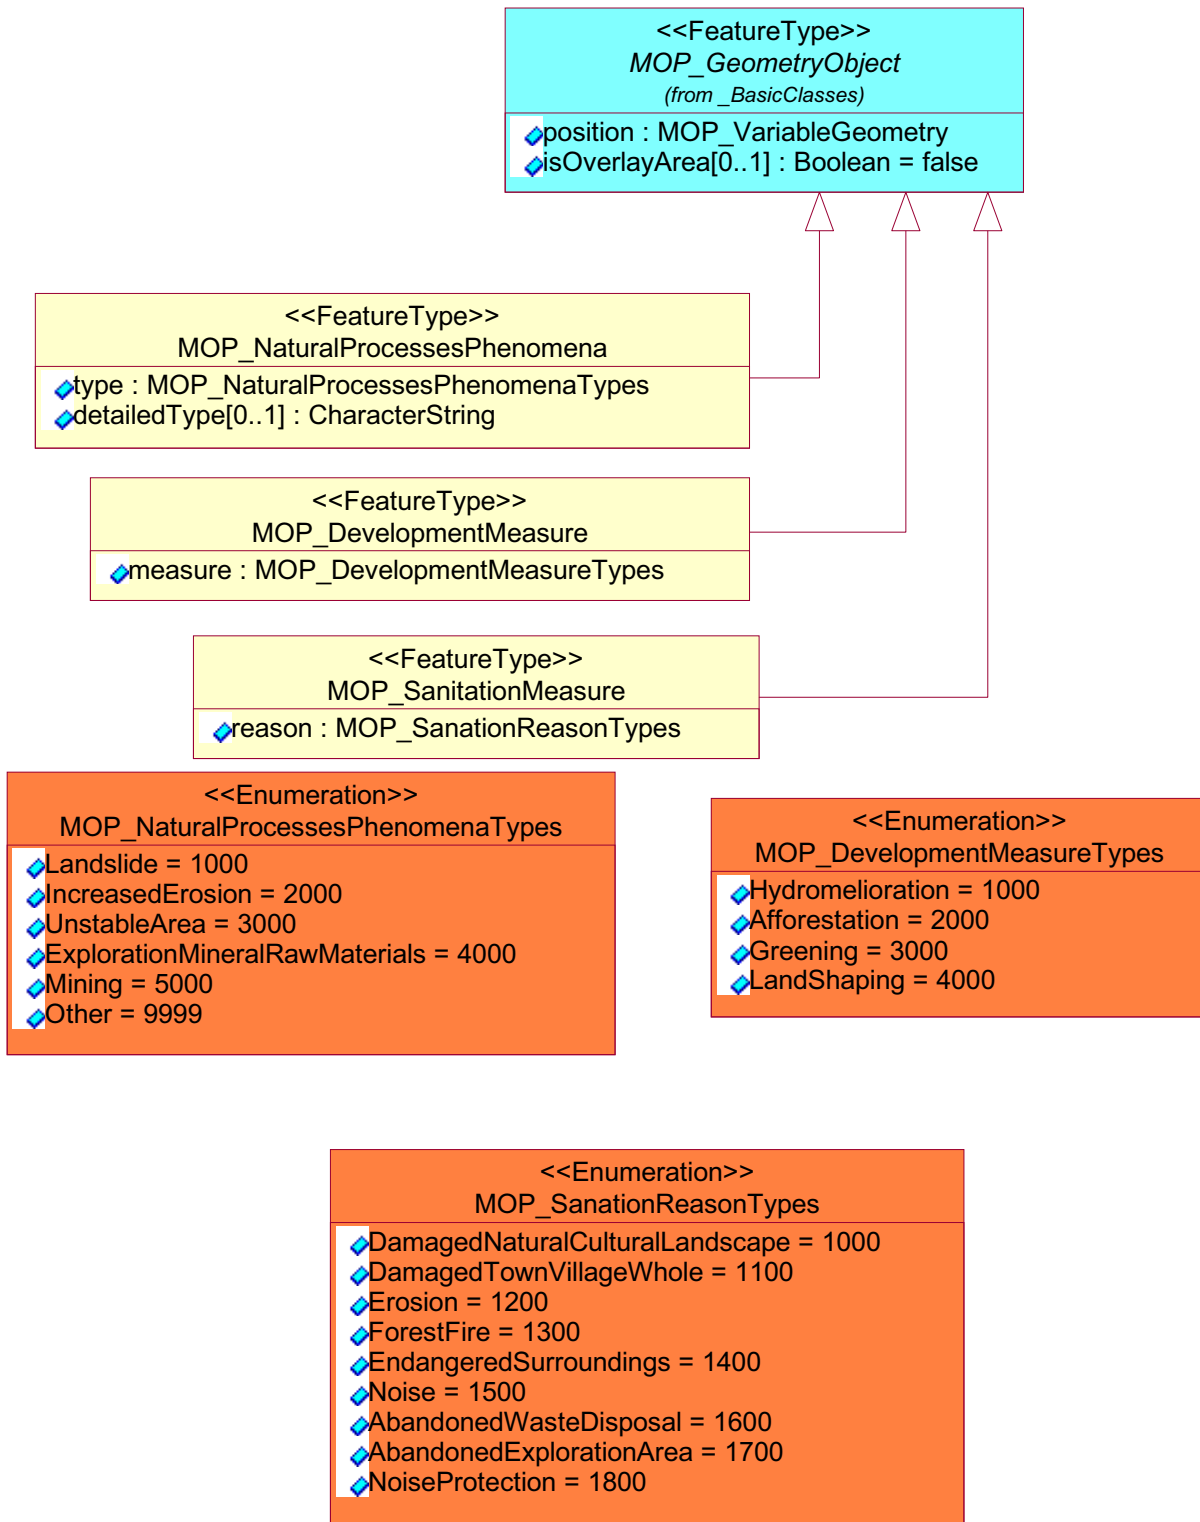 <<FeatureType>>
MOP_GeometryObject
(from _BasicClasses)
position : MOP_VariableGeometry
isOverlayArea[0..1] : Boolean = false
<<FeatureType>>
MOP_NaturalProcessesPhenomena
type : MOP_NaturalProcessesPhenomenaTypes
detailedType[0..1] : CharacterString
<<FeatureType>>
MOP_DevelopmentMeasure
measure : MOP_DevelopmentMeasureTypes
<<FeatureType>>
MOP_SanitationMeasure
reason : MOP_SanationReasonTypes
<<Enumeration>>
MOP_NaturalProcessesPhenomenaTypes
Landslide = 1000
IncreasedErosion = 2000
UnstableArea = 3000
ExplorationMineralRawMaterials = 4000
Mining = 5000
Other = 9999
<<Enumeration>>
MOP_DevelopmentMeasureTypes
Hydromelioration = 1000
Afforestation = 2000
Greening = 3000
LandShaping = 4000
<<Enumeration>>
MOP_SanationReasonTypes
DamagedNaturalCulturalLandscape = 1000
DamagedTownVillageWhole = 1100
Erosion = 1200
ForestFire = 1300
EndangeredSurroundings = 1400
Noise = 1500
AbandonedWasteDisposal = 1600
AbandonedExplorationArea = 1700
NoiseProtection = 1800